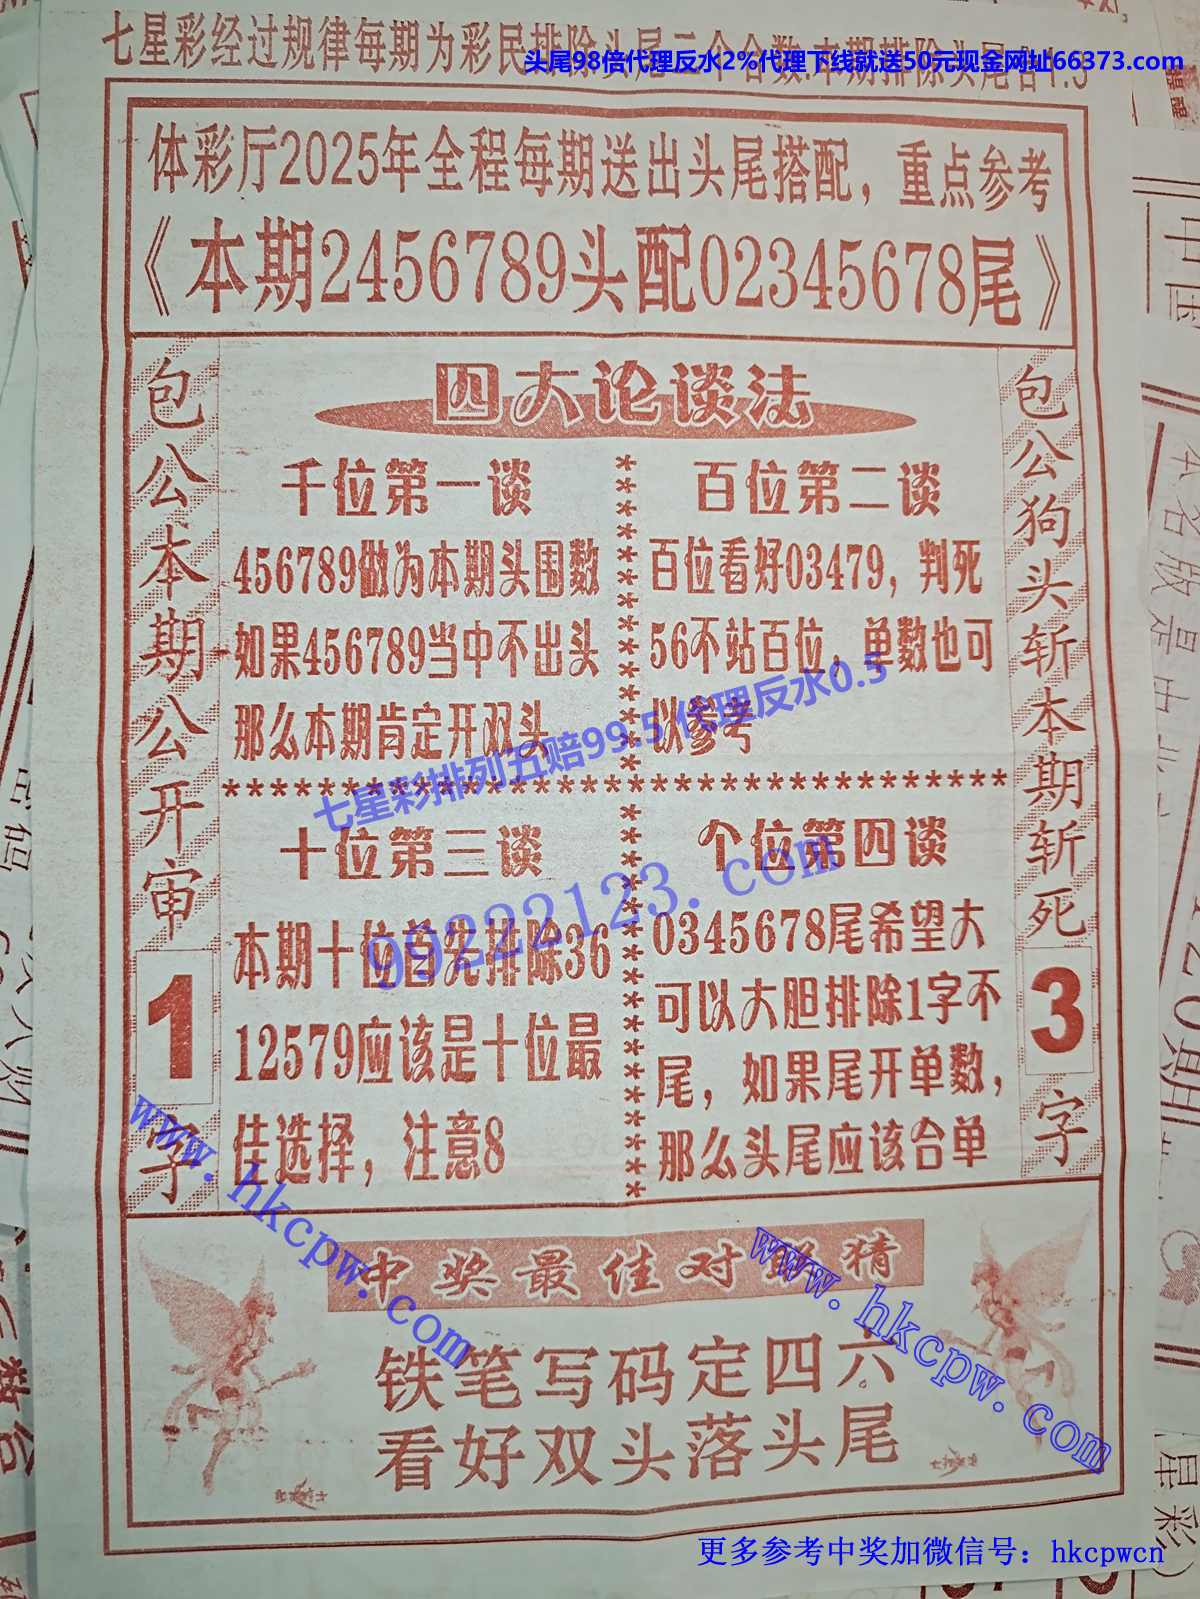 七星彩经过规律每期为彩民排除头尾二个合数.本期排除头尾合1.5
头尾98倍代理反水2%代理下线就送50元现金网址66373.com
体彩厅2025年全程每期送出头尾搭配，重点参考
《本期2456789头配02345678尾》
包公本期公开审1字
四大论谈法
千位第一谈
456789做为本期头围数
如果456789当中不出头
那么本期肯定开双头
百位第二谈
百位看好03479，判死
56不站百位，单数也可
以参考
七星彩排列五赔99.5 代理反水0.5
十位第三谈
本期十位首先排除36
12579应该是十位最
佳选择，注意8
99222123.com
个位第四谈
0345678尾希望大
可以大胆排除1字不
尾，如果尾开单数，
那么头尾应该合单
包公狗头斩本期斩死3字
www.hkcpw.com
www.hkcpw.com
中奖最佳对联猜
铁笔写码定四六
看好双头落头尾
更多参考中奖加微信号：hkcpwcn